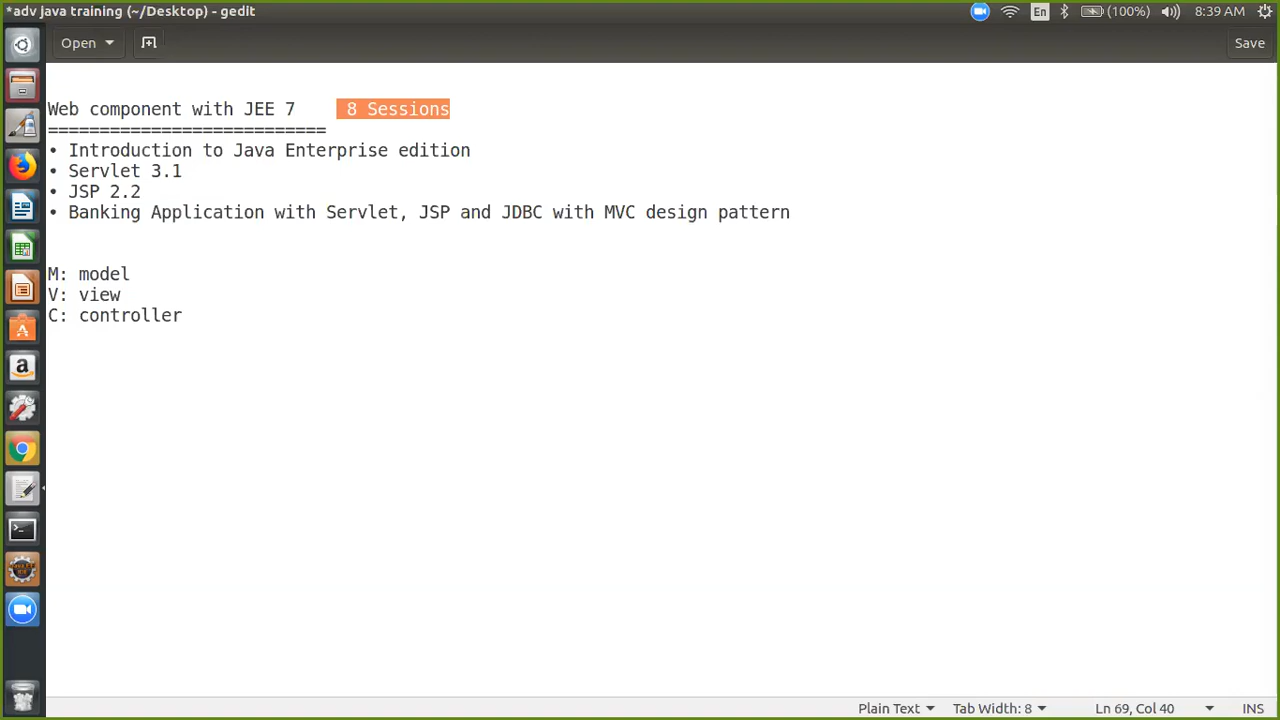 *adv java training (~/Desktop) - gedit
En
(100%)
8:39 AM
Open
Save
Web component with JEE 7     8 Sessions
===========================
• Introduction to Java Enterprise edition
• Servlet 3.1
• JSP 2.2
• Banking Application with Servlet, JSP and JDBC with MVC design pattern
M: model
V: view
C: controller
Plain Text
Tab Width: 8
Ln 69, Col 40
INS